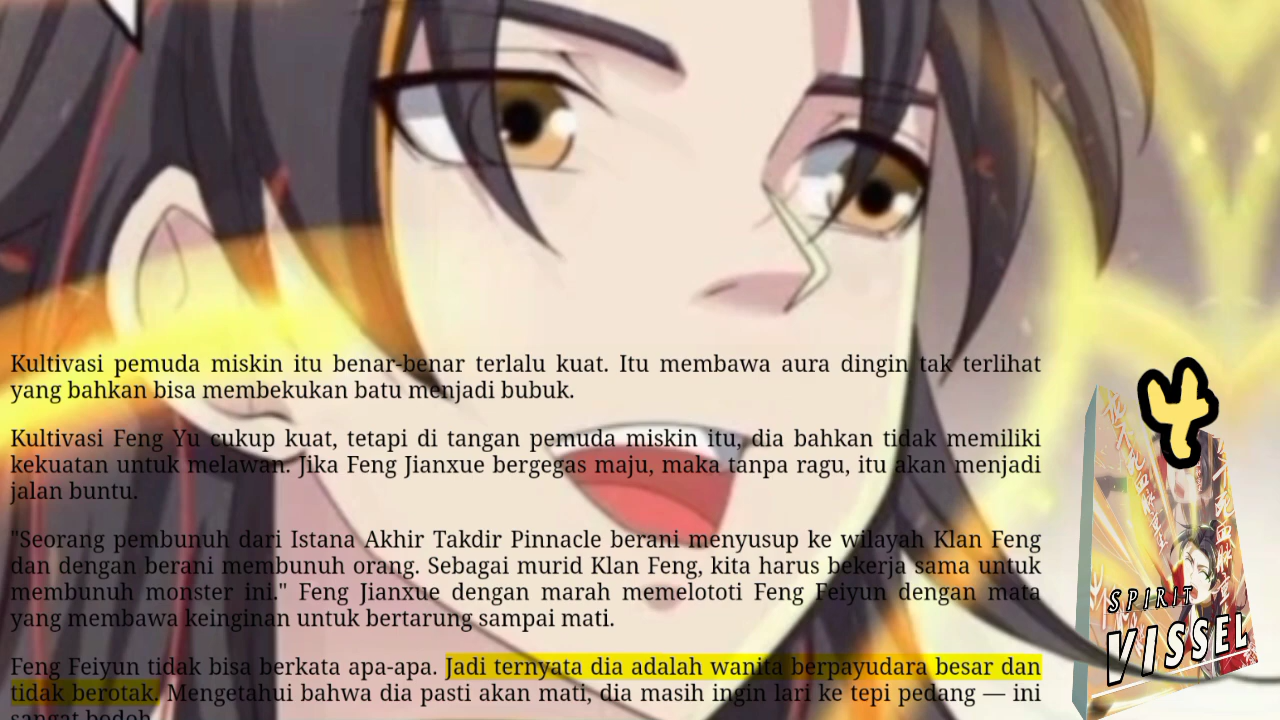 Kultivasi pemuda miskin itu benar-benar terlalu kuat. Itu membawa aura dingin tak terlihat
yang bahkan bisa membekukan batu menjadi bubuk.
Kultivasi Feng Yu cukup kuat, tetapi di tangan pemuda miskin itu, dia bahkan tidak memiliki
kekuatan untuk melawan. Jika Feng Jianxue bergegas maju, maka tanpa ragu, itu akan menjadi
jalan buntu.
"Seorang pembunuh dari Istana Akhir Takdir Pinnacle berani menyusup ke wilayah Klan Feng
dan dengan berani membunuh orang. Sebagai murid Klan Feng, kita harus bekerja sama untuk
membunuh monster ini." Feng Jianxue dengan marah memelototi Feng Feiyun dengan mata
yang membawa keinginan untuk bertarung sampai mati.
Feng Feiyun tidak bisa berkata apa-apa. Jadi ternyata dia adalah wanita berpayudara besar dan
tidak berotak. Mengetahui bahwa dia pasti akan mati, dia masih ingin lari ke tepi pedang — ini
sangat bodoh.
4
SPIRIT
VISSEL